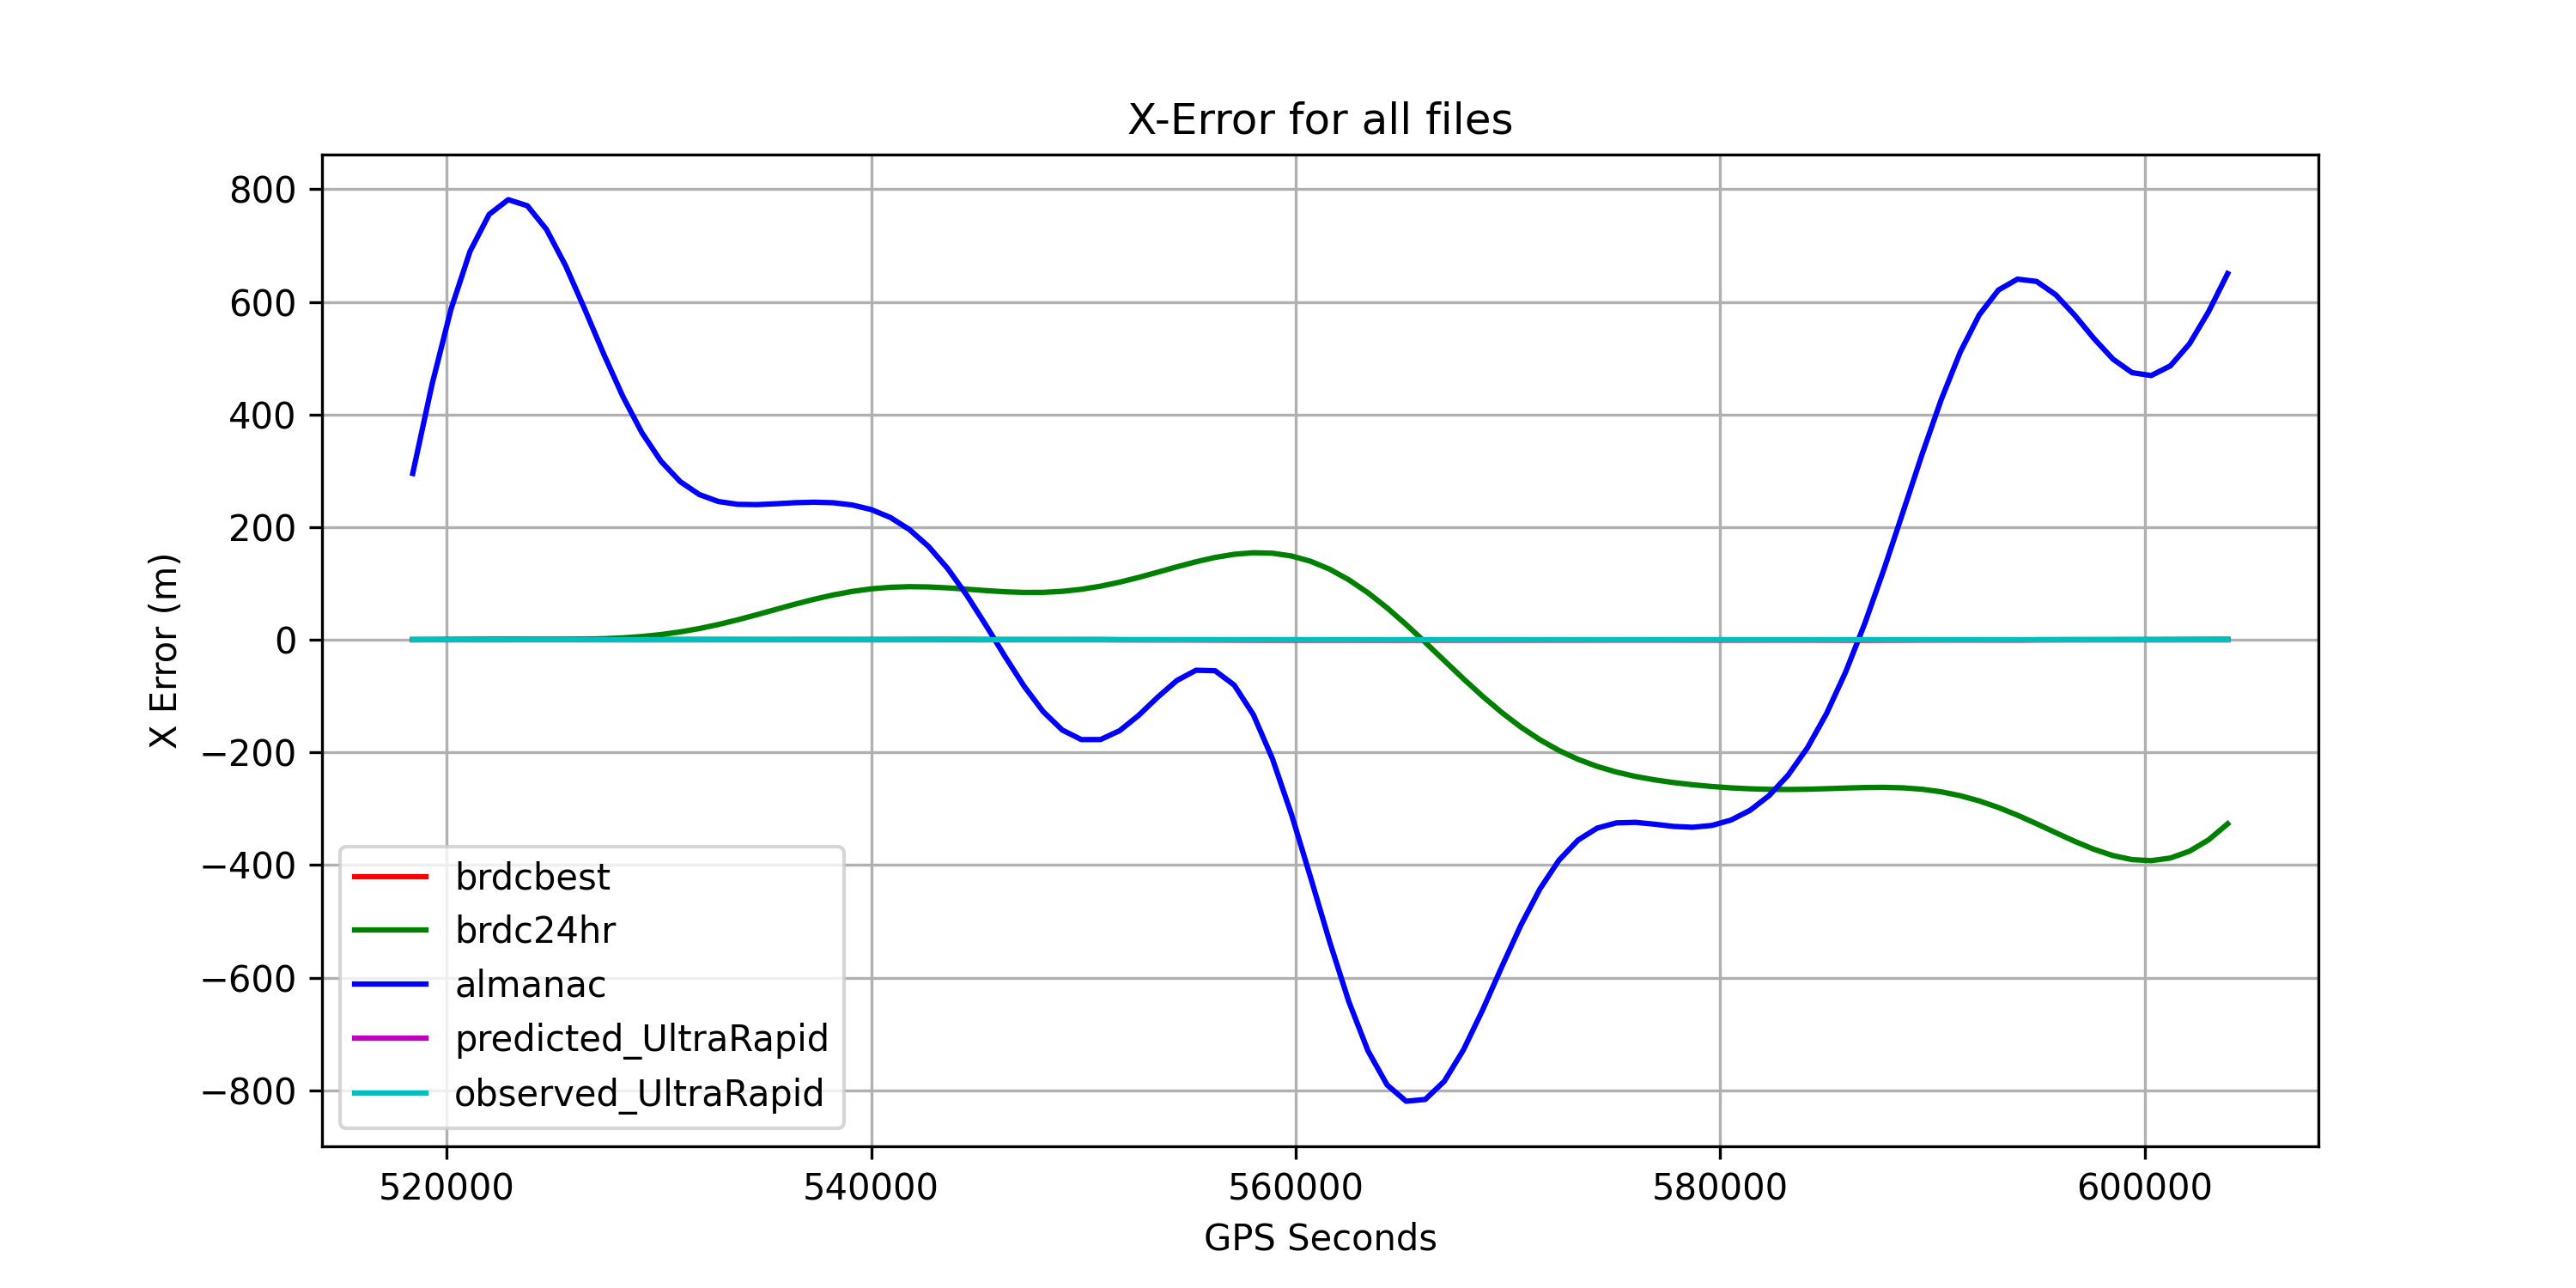 X-Error for all files
800
600
400
200
0
−200
−400
−600
−800
X Error (m)
brdcbest
brdc24hr
almanac
predicted_UltraRapid
observed_UltraRapid
520000 540000 560000 580000 600000
GPS Seconds